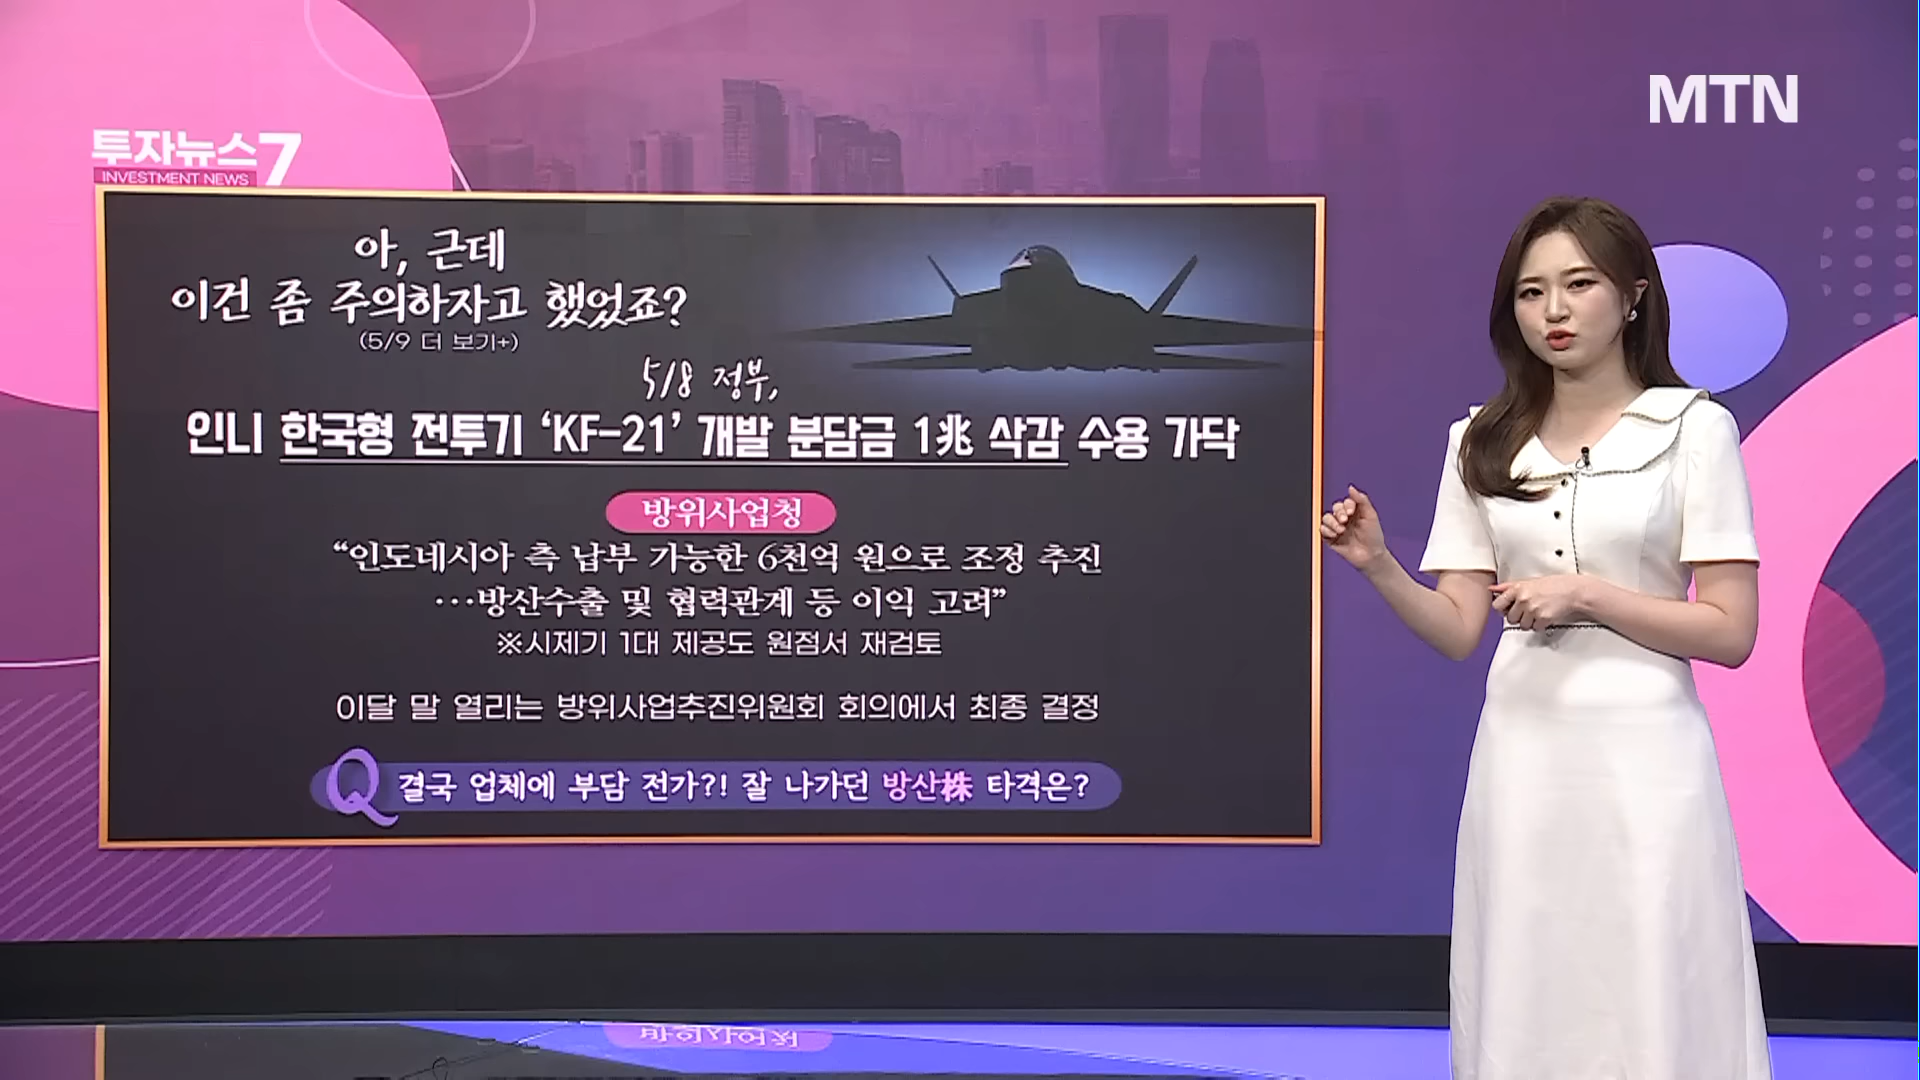 MTN
투자뉴스7
INVESTMENT NEWS
아, 근데
이건 좀 주의하자고 했었죠?
(5/9 더 보기+)
5/8 정부,
인니 한국형 전투기 ‘KF-21’ 개발 분담금 1兆 삭감 수용 가닥
방위사업청
“인도네시아 측 납부 가능한 6천억 원으로 조정 추진
…방산수출 및 협력관계 등 이익 고려”
※시제기 1대 제공도 원점서 재검토
이달 말 열리는 방위사업추진위원회 회의에서 최종 결정
Q 결국 업체에 부담 전가?! 잘 나가던 방산株 타격은?